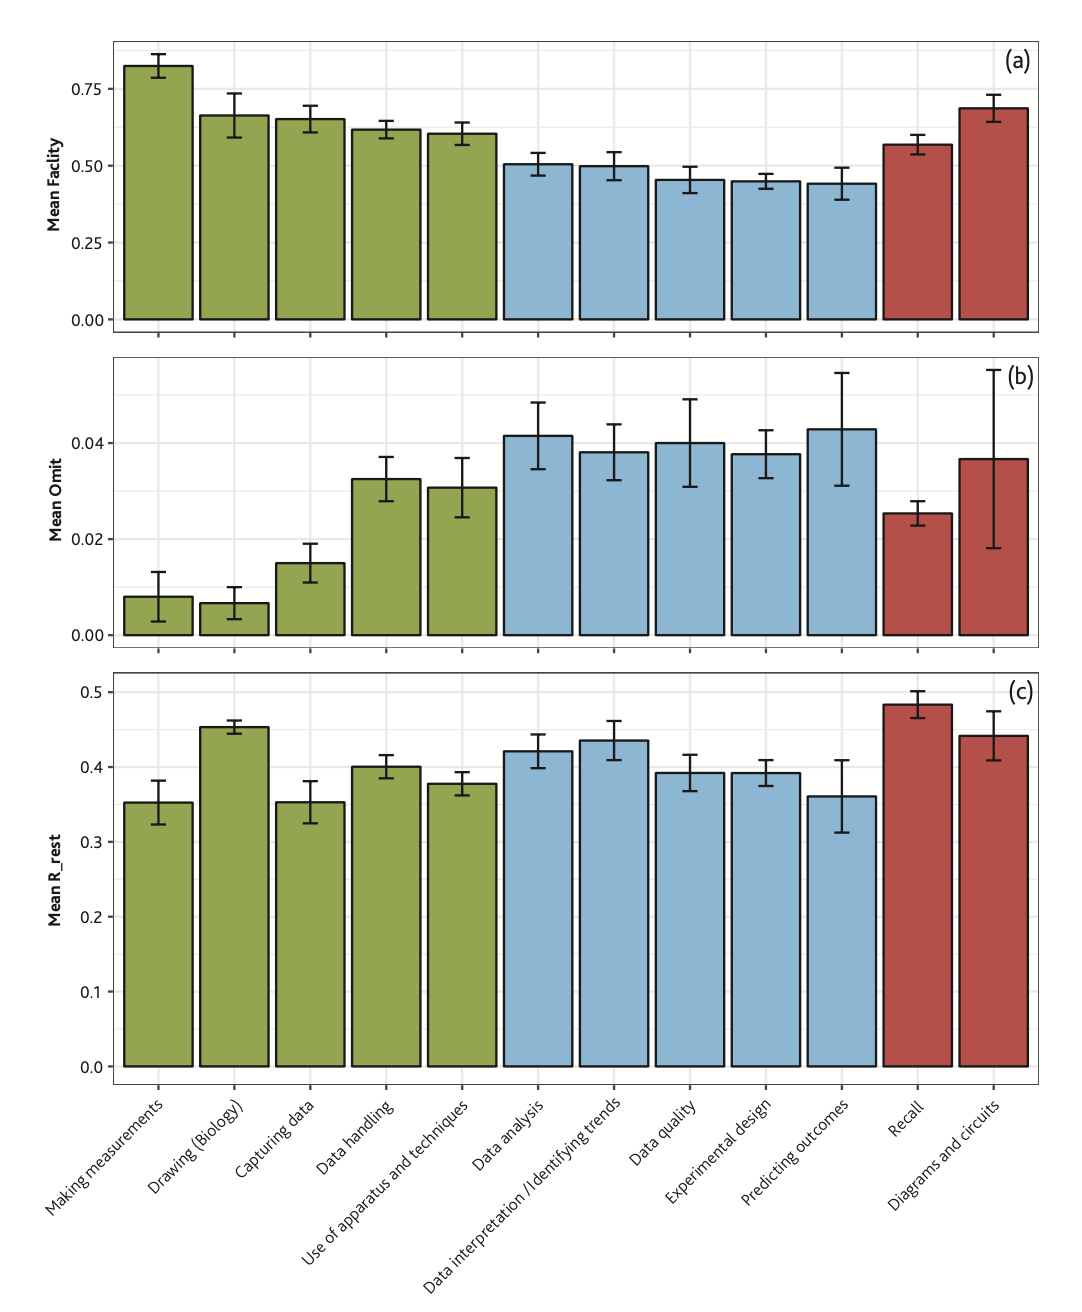 (a)
0.75
0.50
0.25
0.00
Mean Faclity
(b)
0.04
0.02
0.00
Mean Omit
(c)
0.5
0.4
0.3
0.2
0.1
0.0
Mean R_rest
Making measurements
Drawing (Biology)
Capturing data
Data handling
Use of apparatus and techniques
Data analysis
Data interpretation /Identifying trends
Data quality
Experimental design
Predicting outcomes
Recall
Diagrams and circuits